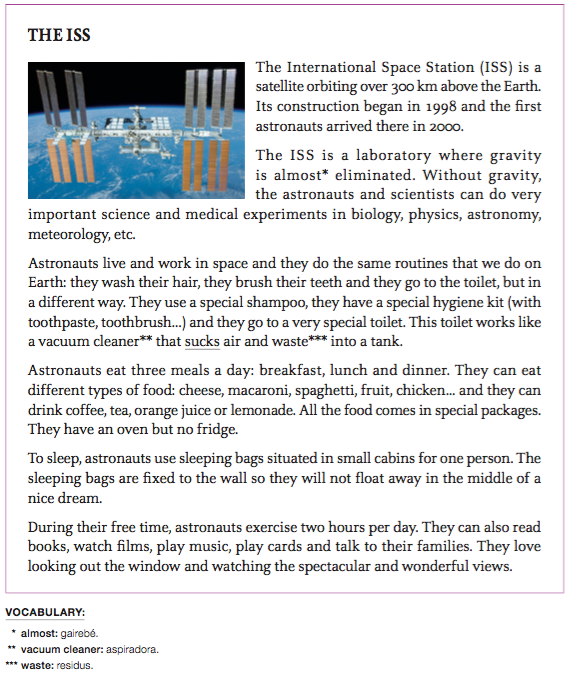 THE ISS
The International Space Station (ISS) is a
satellite orbiting over 300 km above the Earth.
Its construction began in 1998 and the first
astronauts arrived there in 2000.
The ISS is a laboratory where gravity
is almost* eliminated. Without gravity,
the astronauts and scientists can do very
important science and medical experiments in biology, physics, astronomy,
meteorology, etc.
Astronauts live and work in space and they do the same routines that we do on
Earth: they wash their hair, they brush their teeth and they go to the toilet, but in
a different way. They use a special shampoo, they have a special hygiene kit (with
toothpaste, toothbrush...) and they go to a very special toilet. This toilet works like
a vacuum cleaner** that sucks air and waste*** into a tank.
Astronauts eat three meals a day: breakfast, lunch and dinner. They can eat
different types of food: cheese, macaroni, spaghetti, fruit, chicken... and they can
drink coffee, tea, orange juice or lemonade. All the food comes in special packages.
They have an oven but no fridge.
To sleep, astronauts use sleeping bags situated in small cabins for one person. The
sleeping bags are fixed to the wall so they will not float away in the middle of a
nice dream.
During their free time, astronauts exercise two hours per day. They can also read
books, watch films, play music, play cards and talk to their families. They love
looking out the window and watching the spectacular and wonderful views.
VOCABULARY:
* almost: gairebé.
** vacuum cleaner: aspiradora.
*** waste: residus.